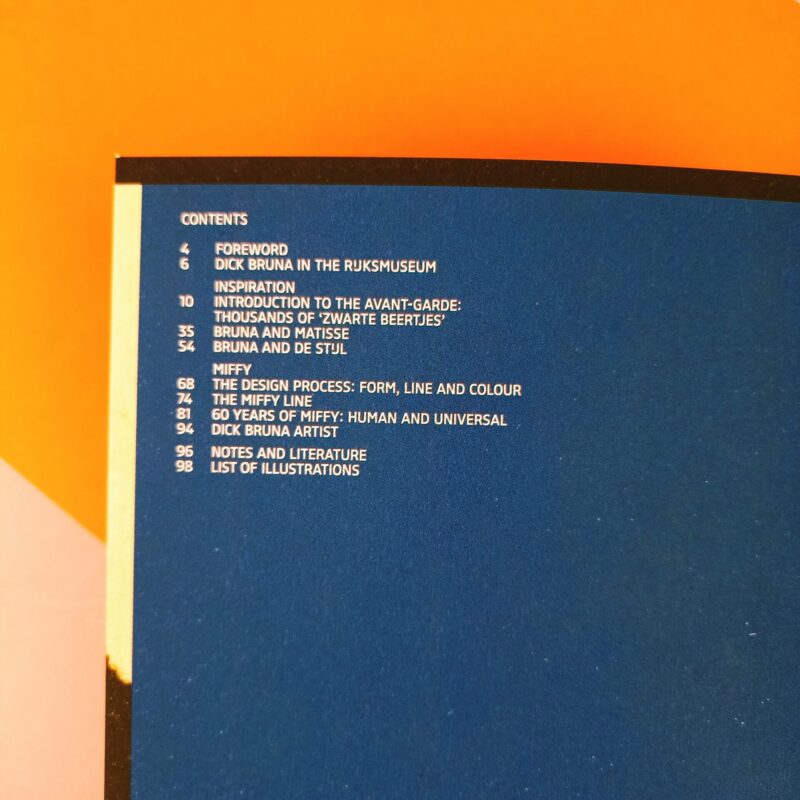 CONTENTS
4 FOREWORD
6 DICK BRUNA IN THE RIJKSMUSEUM
INSPIRATION
10 INTRODUCTION TO THE AVANT-GARDE:
THOUSANDS OF ‘ZWARTE BEERTJES’
35 BRUNA AND MATISSE
54 BRUNA AND DE STIJL
MIFFY
68 THE DESIGN PROCESS: FORM, LINE AND COLOUR
74 THE MIFFY LINE
81 60 YEARS OF MIFFY: HUMAN AND UNIVERSAL
94 DICK BRUNA ARTIST
96 NOTES AND LITERATURE
98 LIST OF ILLUSTRATIONS